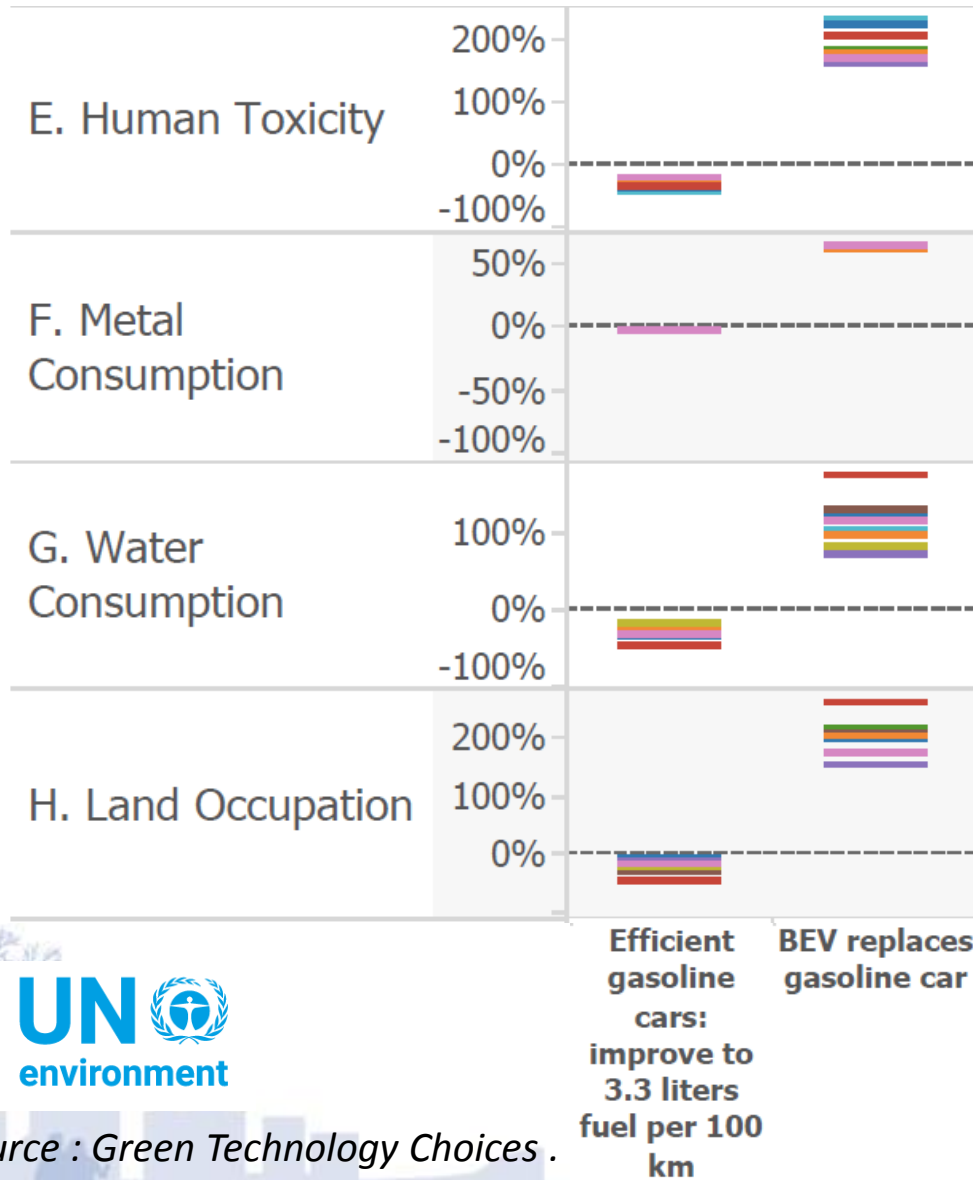 200%
E. Human Toxicity
100%
0%
-100%
50%
F. Metal
Consumption
0%
-50%
-100%
G. Water
Consumption
100%
0%
-100%
200%
H. Land Occupation
100%
0%
Efficient
gasoline
cars:
improve to
3.3 liters
fuel per 100
km
BEV replaces
gasoline car
UN
environment
urce : Green Technology Choices .